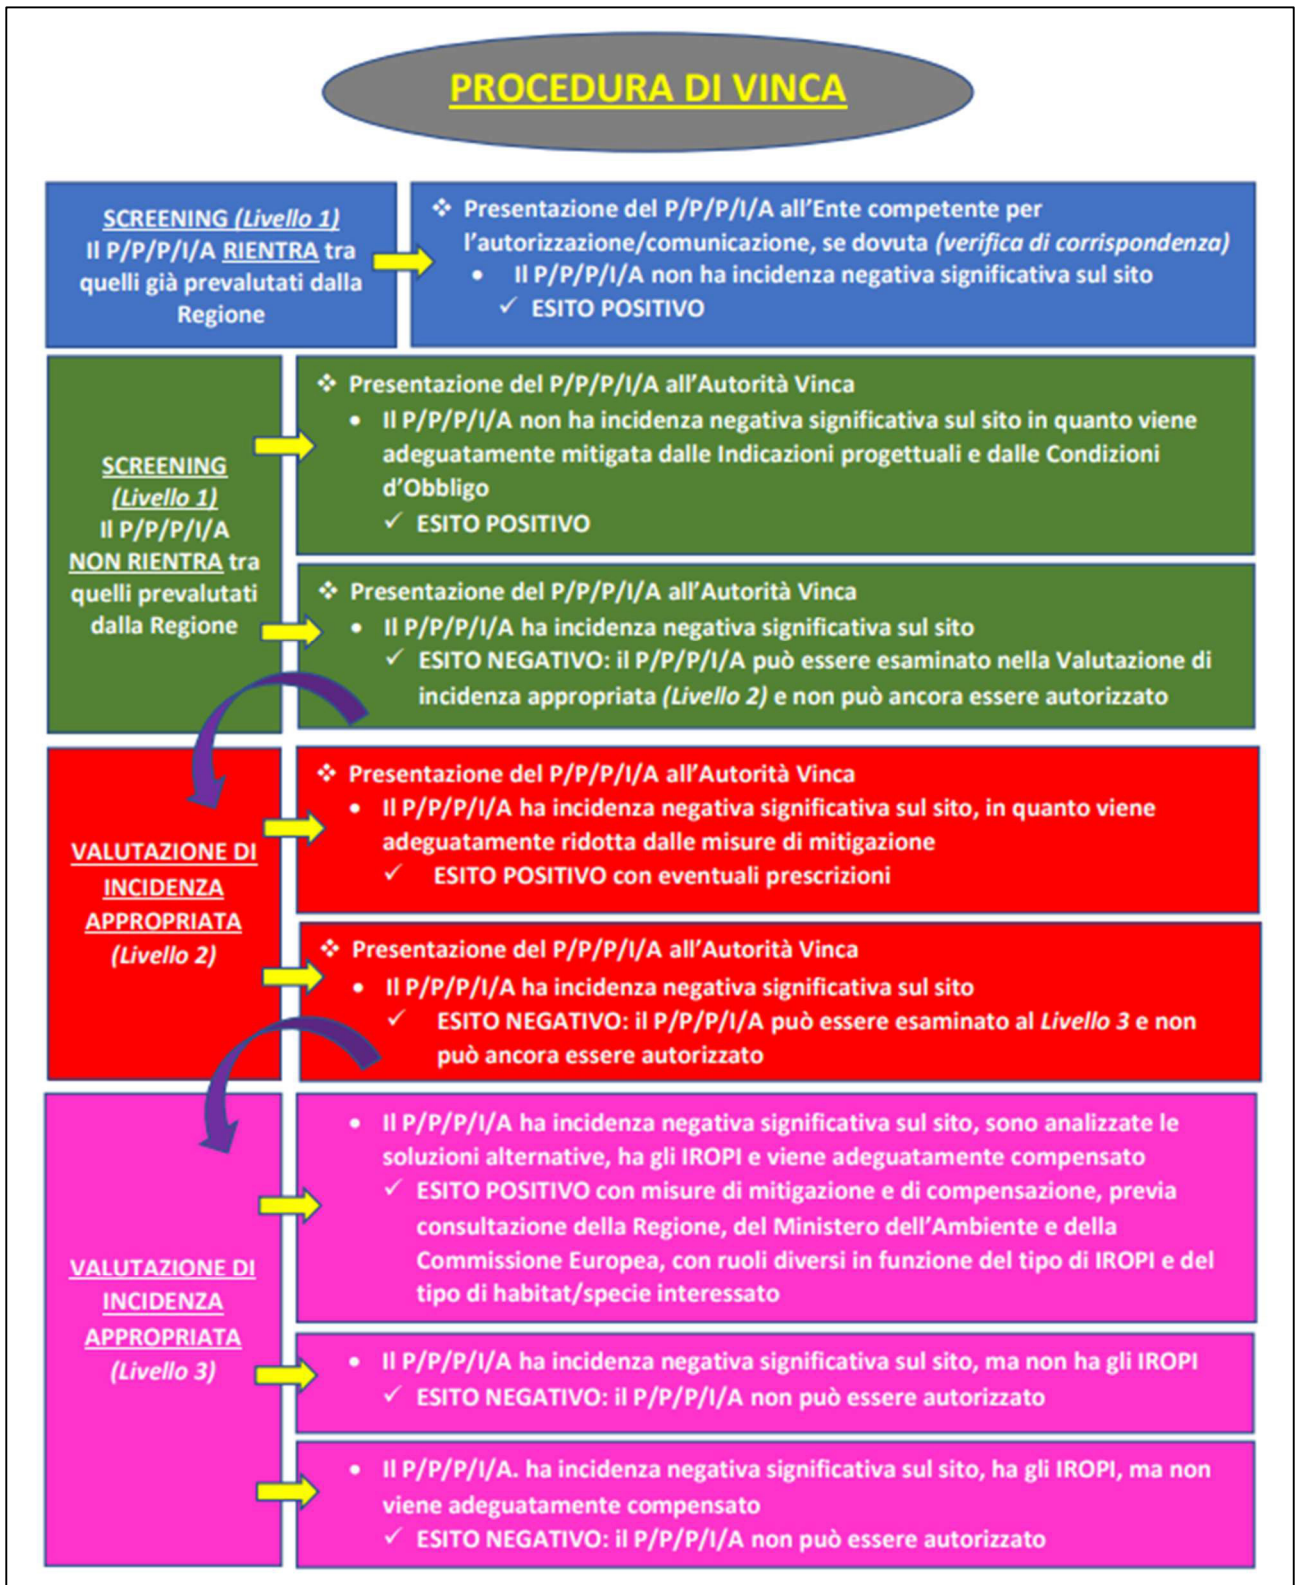 PROCEDURA DI VINCA
SCREENING (Livello 1)
Il P/P/P/I/A RIENTRA tra
quelli già prevalutati dalla
Regione
❖ Presentazione del P/P/P/I/A all'Ente competente per
l'autorizzazione/comunicazione, se dovuta (verifica di corrispondenza)
• Il P/P/P/I/A non ha incidenza negativa significativa sul sito
✓ ESITO POSITIVO
SCREENING
(Livello 1)
Il P/P/P/I/A
NON RIENTRA tra
quelli prevalutati
dalla Regione
❖ Presentazione del P/P/P/I/A all'Autorità Vinca
• Il P/P/P/I/A non ha incidenza negativa significativa sul sito in quanto viene
adeguatamente mitigata dalle Indicazioni progettuali e dalle Condizioni
d'Obbligo
✓ ESITO POSITIVO
❖ Presentazione del P/P/P/I/A all'Autorità Vinca
• Il P/P/P/I/A ha incidenza negativa significativa sul sito
✓ ESITO NEGATIVO: il P/P/P/I/A può essere esaminato nella Valutazione di
incidenza appropriata (Livello 2) e non può ancora essere autorizzato
VALUTAZIONE DI
INCIDENZA
APPROPRIATA
(Livello 2)
❖ Presentazione del P/P/P/I/A all'Autorità Vinca
• Il P/P/P/I/A ha incidenza negativa significativa sul sito, in quanto viene
adeguatamente ridotta dalle misure di mitigazione
✓ ESITO POSITIVO con eventuali prescrizioni
❖ Presentazione del P/P/P/I/A all'Autorità Vinca
• Il P/P/P/I/A ha incidenza negativa significativa sul sito
✓ ESITO NEGATIVO: il P/P/P/I/A può essere esaminato al Livello 3 e non
può ancora essere autorizzato
VALUTAZIONE DI
INCIDENZA
APPROPRIATA
(Livello 3)
• Il P/P/P/I/A ha incidenza negativa significativa sul sito, sono analizzate le
soluzioni alternative, ha gli IROPI e viene adeguatamente compensato
✓ ESITO POSITIVO con misure di mitigazione e di compensazione, previa
consultazione della Regione, del Ministero dell'Ambiente e della
Commissione Europea, con ruoli diversi in funzione del tipo di IROPI e del
tipo di habitat/specie interessato
• Il P/P/P/I/A ha incidenza negativa significativa sul sito, ma non ha gli IROPI
✓ ESITO NEGATIVO: il P/P/P/I/A non può essere autorizzato
• Il P/P/P/I/A. ha incidenza negativa significativa sul sito, ha gli IROPI, ma non
viene adeguatamente compensato
✓ ESITO NEGATIVO: il P/P/P/I/A non può essere autorizzato